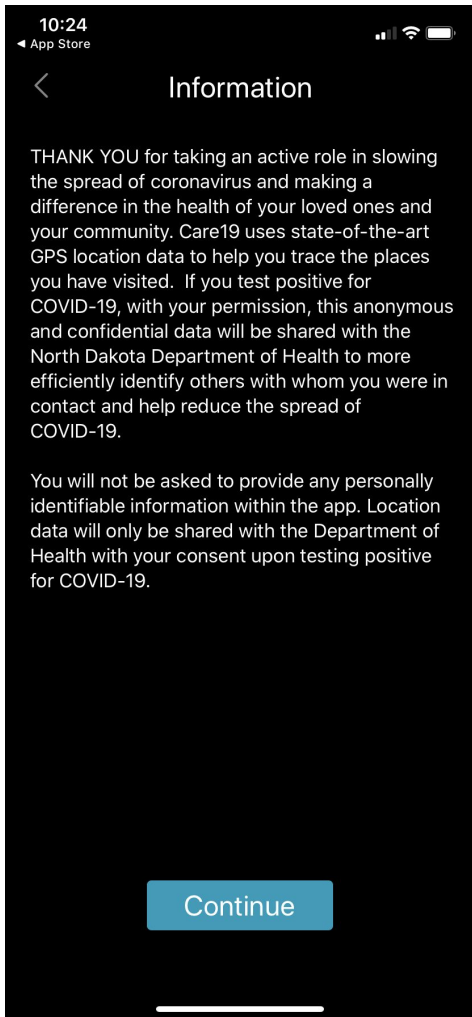 10:24
◀ App Store
Information
THANK YOU for taking an active role in slowing
the spread of coronavirus and making a
difference in the health of your loved ones and
your community. Care19 uses state-of-the-art
GPS location data to help you trace the places
you have visited.  If you test positive for
COVID-19, with your permission, this anonymous
and confidential data will be shared with the
North Dakota Department of Health to more
efficiently identify others with whom you were in
contact and help reduce the spread of
COVID-19.
You will not be asked to provide any personally
identifiable information within the app. Location
data will only be shared with the Department of
Health with your consent upon testing positive
for COVID-19.
Continue